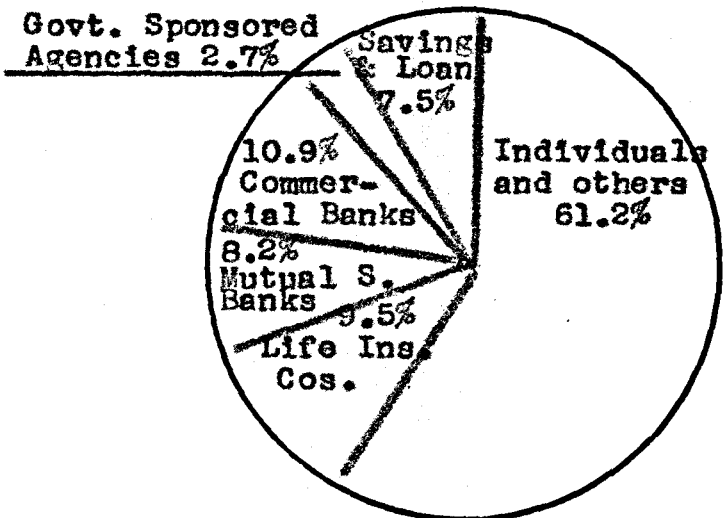 Govt. Sponsored
Agencies 2.7%
Savings
& Loan
7.5%
Individuals
and others
61.2%
10.9%
Commer-
cial Banks
8.2%
Mutual S.
Banks
9.5%
Life Ins.
Cos.